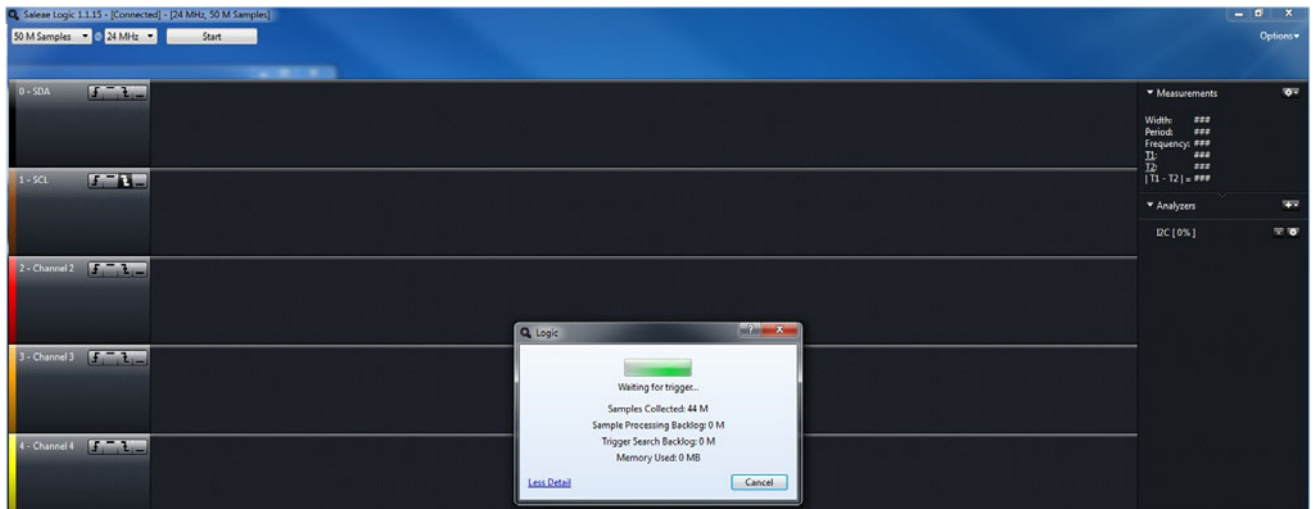 Saleae Logic 1.1.15 - [Connected] - [24 MHz, 50 M Samples]
50 M Samples @ 24 MHz Start
Options
0 - SDA
Measurements
Width: ###
Period: ###
Frequency: ###
T1: ###
T2: ###
| T1 - T2 | = ###
1 - SCL
Analyzers
I2C [ 0% ]
2 - Channel 2
Logic
3 - Channel 3
Waiting for trigger...
Samples Collected: 44 M
Sample Processing Backlog: 0 M
4 - Channel 4
Trigger Search Backlog: 0 M
Memory Used: 0 MB
Less Detail
Cancel